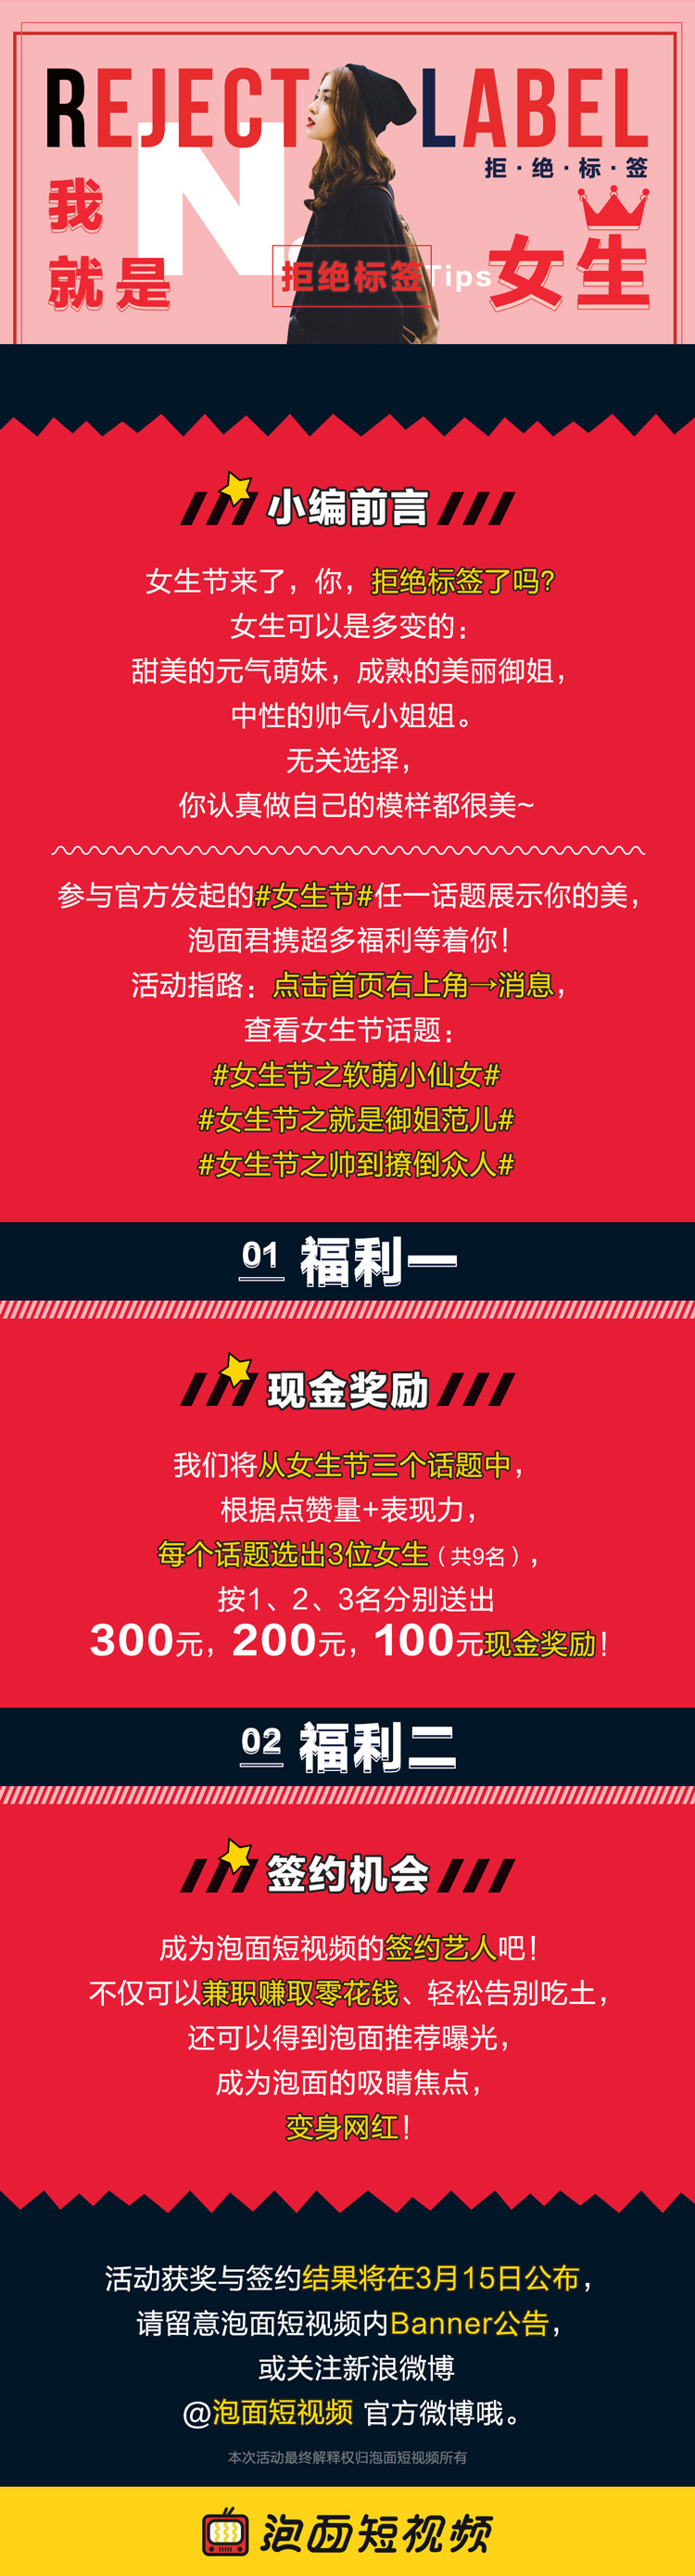 REJECT LABEL
拒·绝·标·签
我
就是
女生
N
拒绝标签
Tips
小编前言
女生节来了，你，拒绝标签了吗？
女生可以是多变的：
甜美的元气萌妹，成熟的美丽御姐，
中性的帅气小姐姐。
无关选择，
你认真做自己的模样都很美~
参与官方发起的#女生节#任一话题展示你的美，
泡面君携超多福利等着你！
活动指路：点击首页右上角→消息，
查看女生节话题：
#女生节之软萌小仙女#
#女生节之就是御姐范儿#
#女生节之帅到撩倒众人#
01 福利一
现金奖励
我们将从女生节三个话题中，
根据点赞量+表现力，
每个话题选出3位女生（共9名），
按1、2、3名分别送出
300元，200元，100元现金奖励！
02 福利二
签约机会
成为泡面短视频的签约艺人吧！
不仅可以兼职赚取零花钱、轻松告别吃土，
还可以得到泡面推荐曝光，
成为泡面的吸睛焦点，
变身网红！
活动获奖与签约结果将在3月15日公布，
请留意泡面短视频内Banner公告，
或关注新浪微博
@泡面短视频 官方微博哦。
本次活动最终解释权归泡面短视频所有
泡面短视频